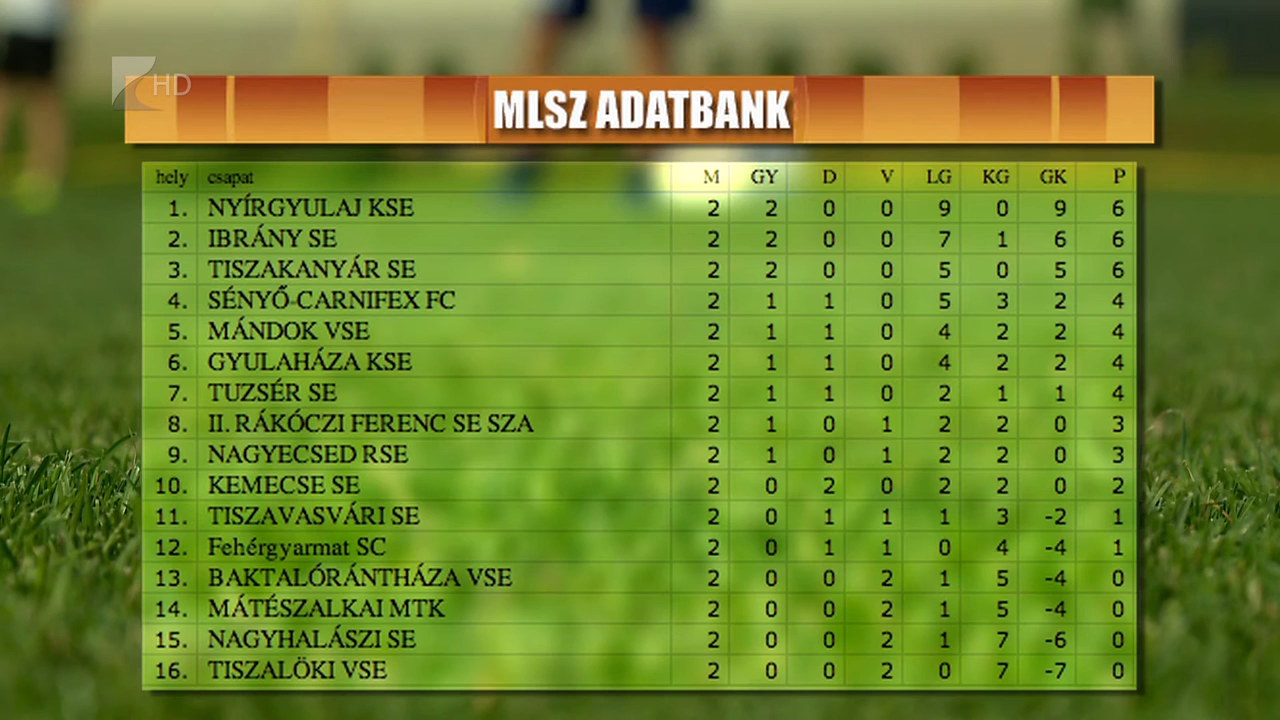 HD
MLSZ ADATBANK
hely csapat M GY D V LG KG GK P
1. NYÍRGYULAJ KSE 2 2 0 0 9 0 9 6
2. IBRÁNY SE 2 2 0 0 7 1 6 6
3. TISZAKANYÁR SE 2 2 0 0 5 0 5 6
4. SÉNYŐ-CARNIFEX FC 2 1 1 0 5 3 2 4
5. MÁNDOK VSE 2 1 1 0 4 2 2 4
6. GYULAHÁZA KSE 2 1 1 0 4 2 2 4
7. TUZSÉR SE 2 1 1 0 2 1 1 4
8. II. RÁKÓCZI FERENC SE SZA 2 1 0 1 2 2 0 3
9. NAGYECSED RSE 2 1 0 1 2 2 0 3
10. KEMECSE SE 2 0 2 0 2 2 0 2
11. TISZAVASVÁRI SE 2 0 1 1 1 3 -2 1
12. Fehérgyarmat SC 2 0 1 1 0 4 -4 1
13. BAKTALÓRÁNTHÁZA VSE 2 0 0 2 1 5 -4 0
14. MÁTÉSZALKAI MTK 2 0 0 2 1 5 -4 0
15. NAGYHALÁSZI SE 2 0 0 2 1 7 -6 0
16. TISZALÖKI VSE 2 0 0 2 0 7 -7 0